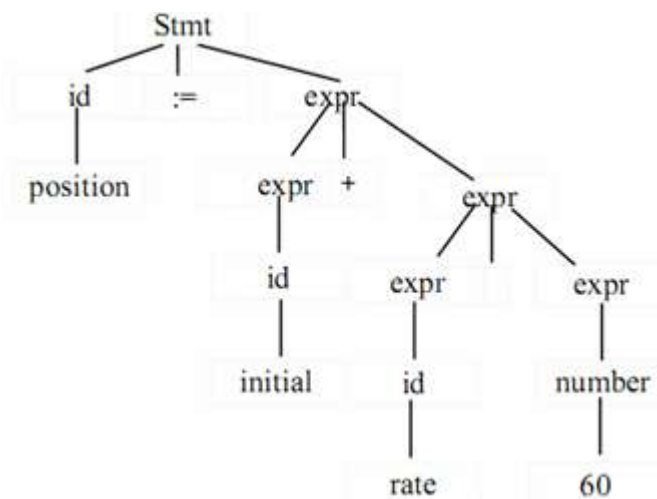 Stmt
id := expr
position expr + expr
id expr expr
initial id number
rate 60